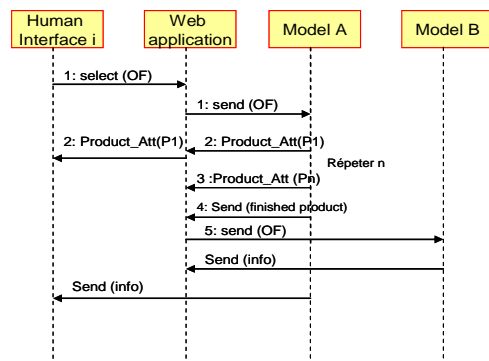 Human
Interface i
Web
application
Model A
Model B
1: select (OF)
1: send (OF)
2: Product_Att(P1)
2: Product_Att(P1)
Répeter n
3 :Product_Att (Pn)
4: Send (finished product)
5: send (OF)
Send (info)
Send (info)